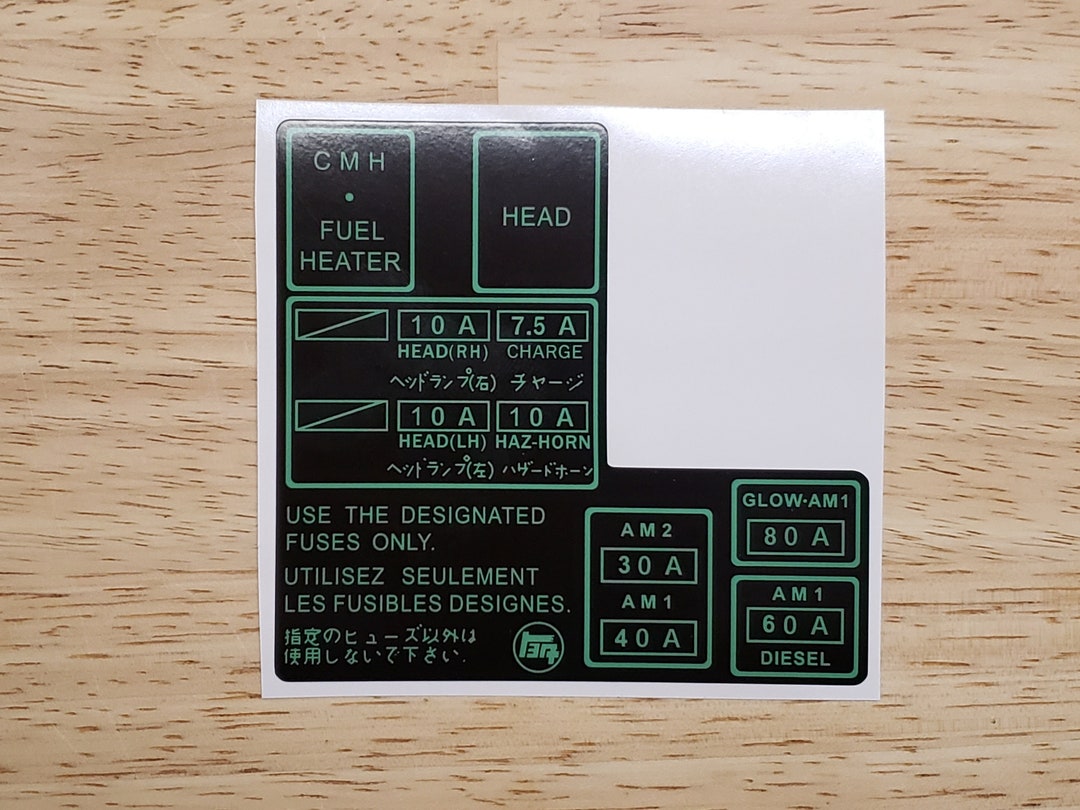 C M H
•
FUEL
HEATER
HEAD
10 A
7.5 A
HEAD(RH)
CHARGE
ヘッドランプ(右)
チャージ
10 A
10 A
HEAD(LH)
HAZ-HORN
ヘッドランプ(左)
ハザードホーン
USE THE DESIGNATED
FUSES ONLY.
UTILISEZ SEULEMENT
LES FUSIBLES DESIGNES.
指定のヒューズ以外は
使用しないで下さい.
トヨタ
AM2
30 A
AM1
40 A
GLOW·AM1
80 A
AM1
60 A
DIESEL